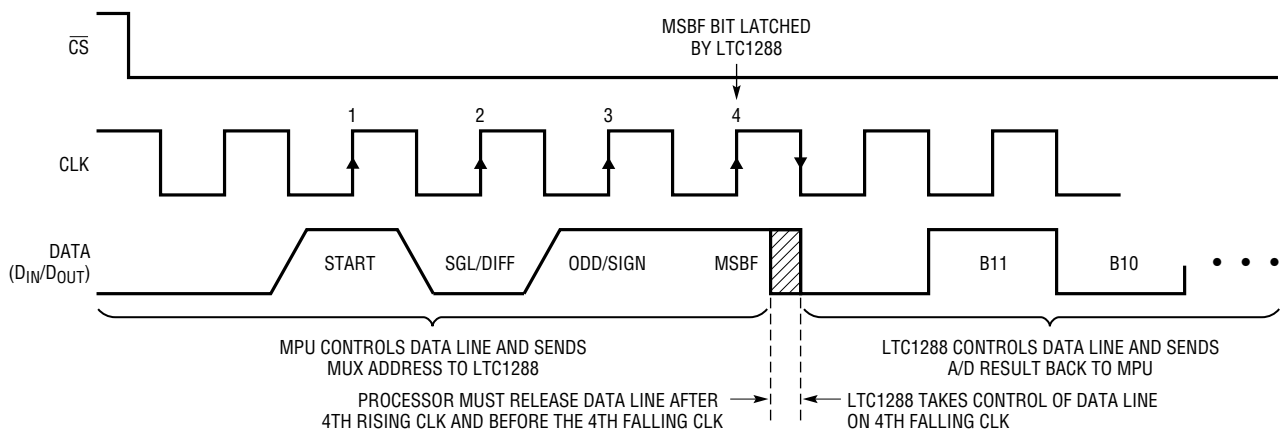 MSBF BIT LATCHED
BY LTC1288
CS
1 2 3 4
CLK
DATA
(DIN/DOUT)
START SGL/DIFF ODD/SIGN MSBF B11 B10 • • •
MPU CONTROLS DATA LINE AND SENDS
MUX ADDRESS TO LTC1288
LTC1288 CONTROLS DATA LINE AND SENDS
A/D RESULT BACK TO MPU
PROCESSOR MUST RELEASE DATA LINE AFTER
4TH RISING CLK AND BEFORE THE 4TH FALLING CLK
LTC1288 TAKES CONTROL OF DATA LINE
ON 4TH FALLING CLK